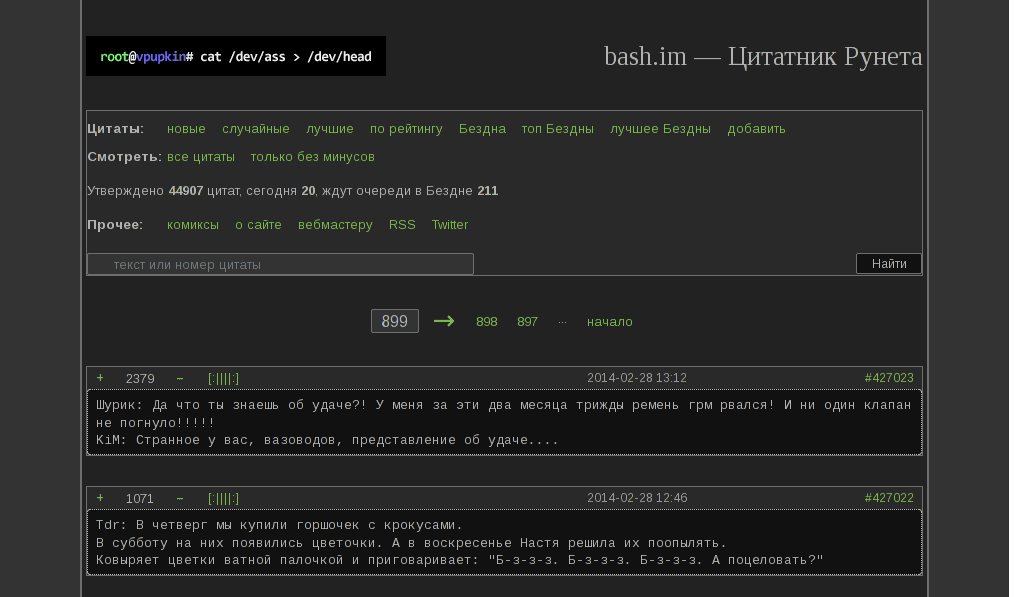 root@vpupkin# cat /dev/ass > /dev/head
bash.im — Цитатник Рунета
Цитаты: новые случайные лучшие по рейтингу Бездна топ Бездны лучшее Бездны добавить
Смотреть: все цитаты только без минусов
Утверждено 44907 цитат, сегодня 20, ждут очереди в Бездне 211
Прочее: комиксы о сайте вебмастеру RSS Twitter
текст или номер цитаты Найти
899 → 898 897 ... начало
+ 2379 – [:||||:] 2014-02-28 13:12 #427023
Шурик: Да что ты знаешь об удаче?! У меня за эти два месяца трижды ремень грм рвался! И ни один клапан
не погнуло!!!!!
KiM: Странное у вас, вазоводов, представление об удаче....
+ 1071 – [:||||:] 2014-02-28 12:46 #427022
Tdr: В четверг мы купили горшочек с крокусами.
В субботу на них появились цветочки. А в воскресенье Настя решила их поопылять.
Ковыряет цветки ватной палочкой и приговаривает: "Б-з-з-з. Б-з-з-з. Б-з-з-з. А поцеловать?"